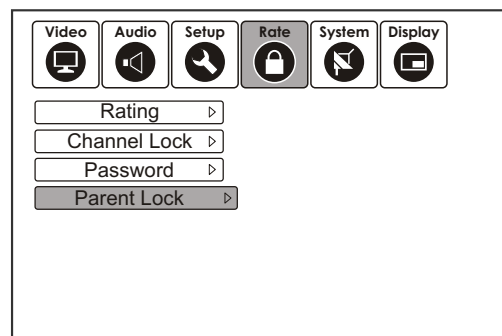 Video Audio Setup Rate System Display
Rating
Channel Lock
Password
Parent Lock